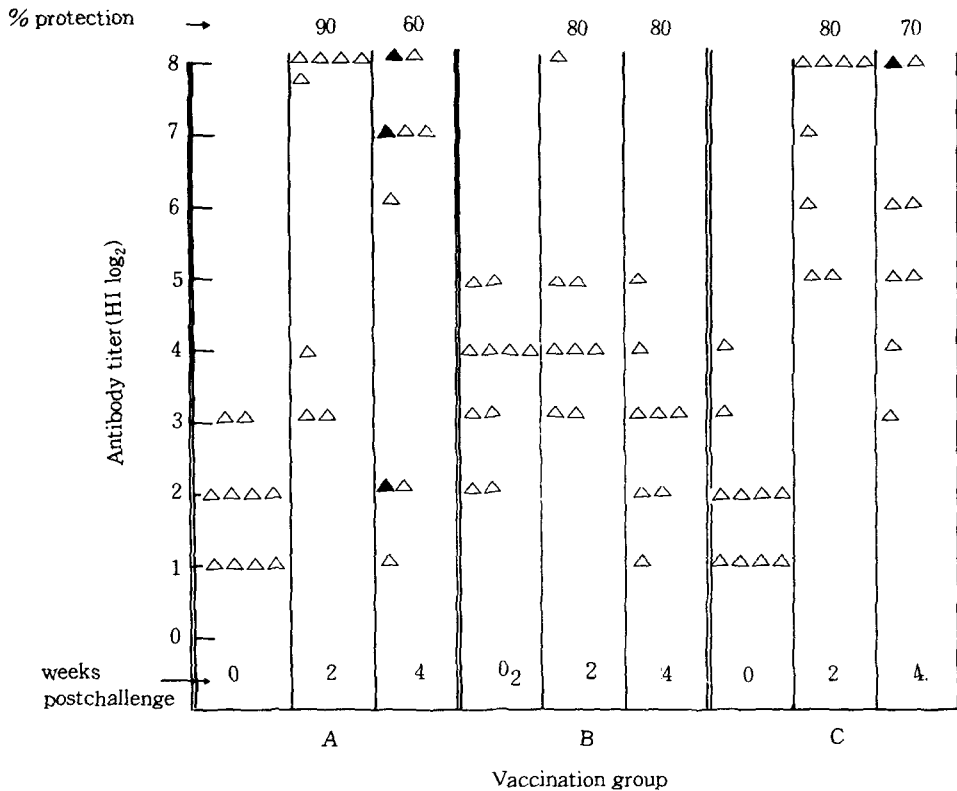 % protection
90 60 80 80 80 70
8
7
6
5
4
3
2
1
0
Antibody titer (HI log2)
weeks
postchallenge
0 2 4 02 2 4 0 2 4.
A B C
Vaccination group